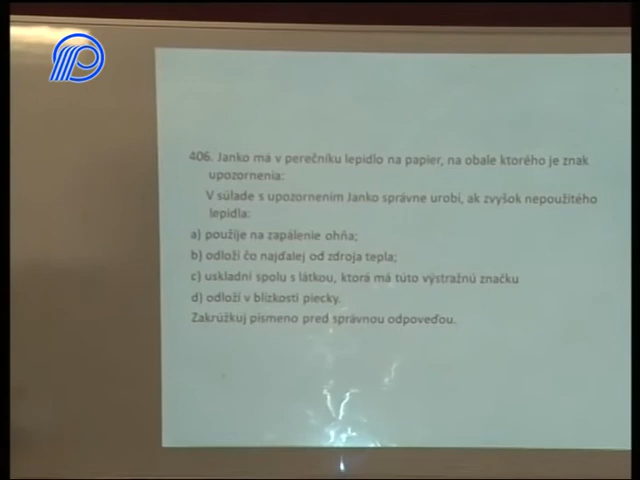 406. Janko má v perečníku lepidlo na papier, na obale ktorého je znak
upozornenia:
V súlade s upozornením Janko správne urobí, ak zvyšok nepoužitého
lepidla:
a) použije na zapálenie ohňa;
b) odloží čo najďalej od zdroja tepla;
c) uskladní spolu s látkou, ktorá má túto výstražnú značku
d) odloží v blízkosti piecky.
Zakrúžkuj písmeno pred správnou odpoveďou.